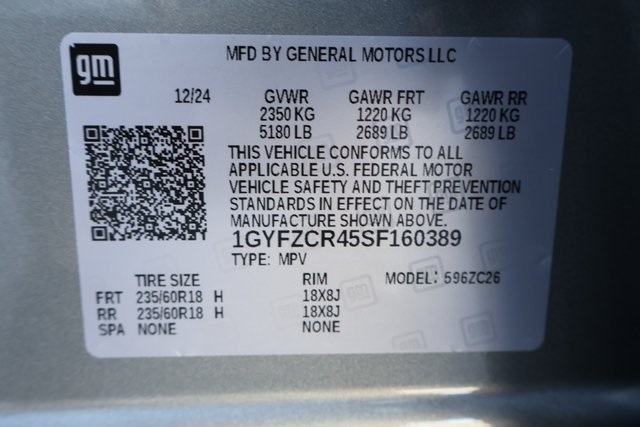 gm
MFD BY GENERAL MOTORS LLC
12/24 GVWR GAWR FRT GAWR RR
2350 KG 1220 KG 1220 KG
5180 LB 2689 LB 2689 LB
THIS VEHICLE CONFORMS TO ALL
APPLICABLE U.S. FEDERAL MOTOR
VEHICLE SAFETY AND THEFT PREVENTION
STANDARDS IN EFFECT ON THE DATE OF
MANUFACTURE SHOWN ABOVE.
1GYFZCR45SF160389
TYPE: MPV MODEL: 596ZC26
TIRE SIZE RIM
FRT 235/60R18 H 18X8J
RR 235/60R18 H 18X8J
SPA NONE NONE